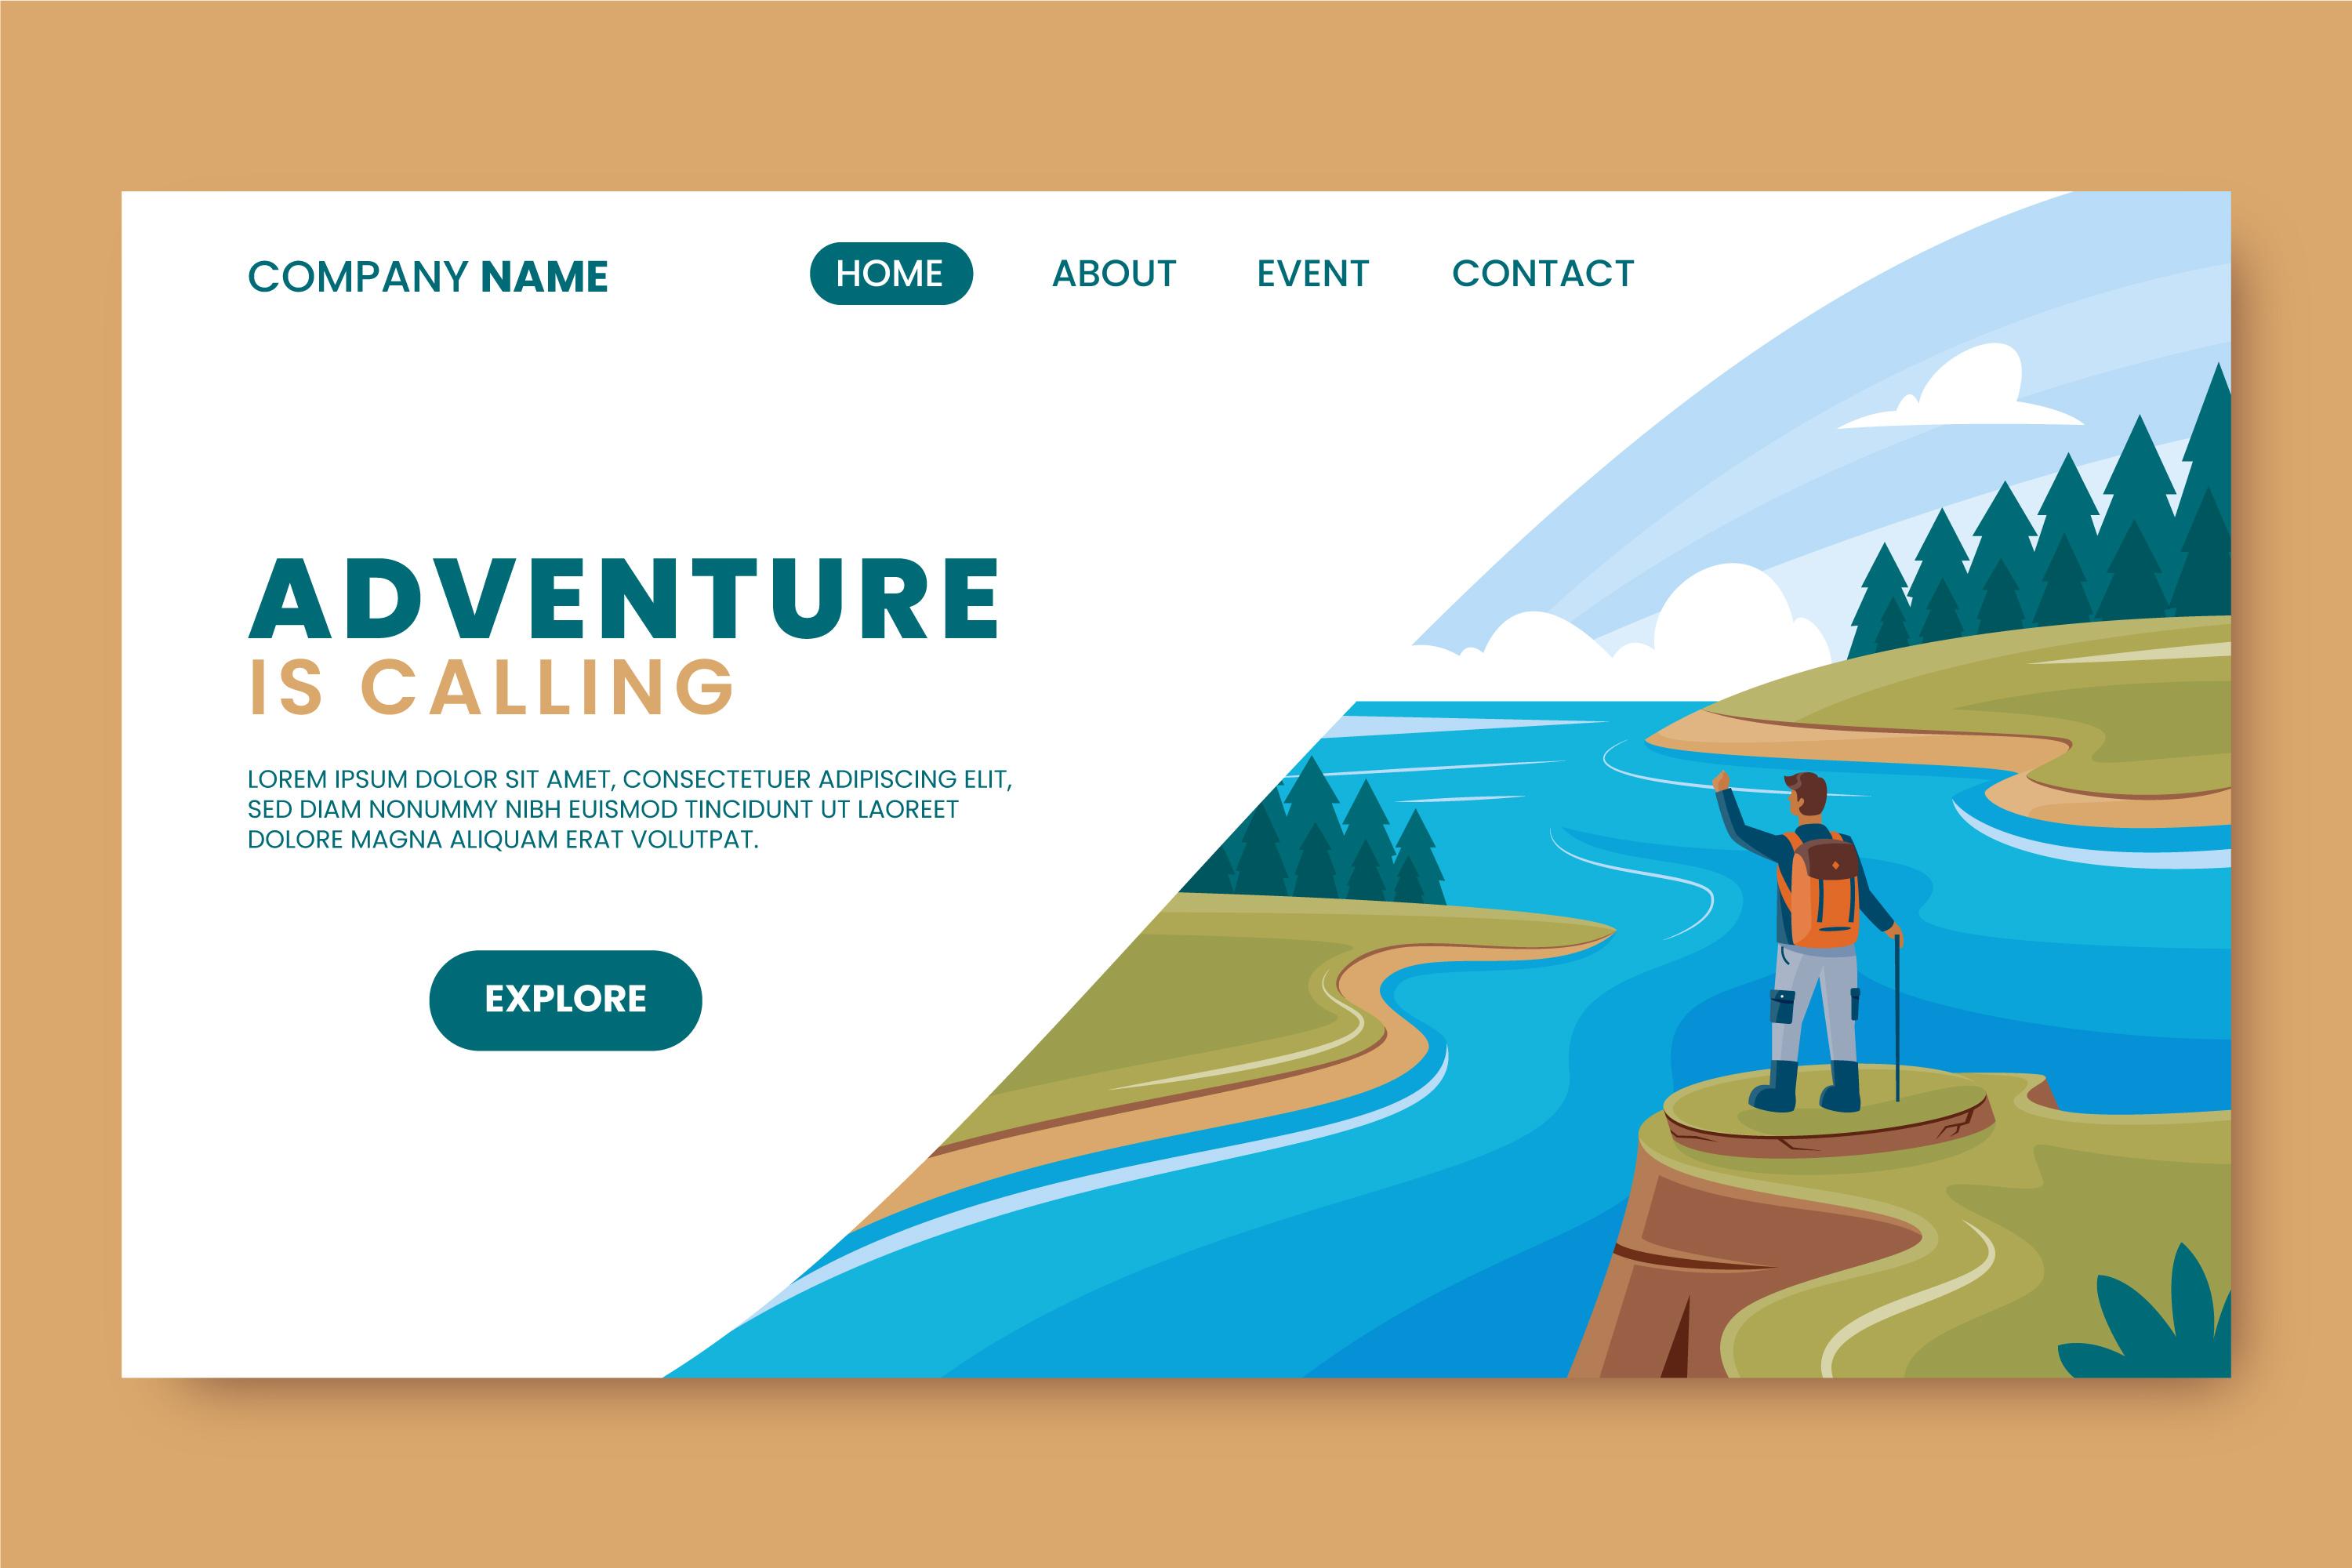 COMPANY NAME
HOME
ABOUT
EVENT
CONTACT
ADVENTURE
IS CALLING
LOREM IPSUM DOLOR SIT AMET, CONSECTETUER ADIPISCING ELIT,
SED DIAM NONUMMY NIBH EUISMOD TINCIDUNT UT LAOREET
DOLORE MAGNA ALIQUAM ERAT VOLUTPAT.
EXPLORE